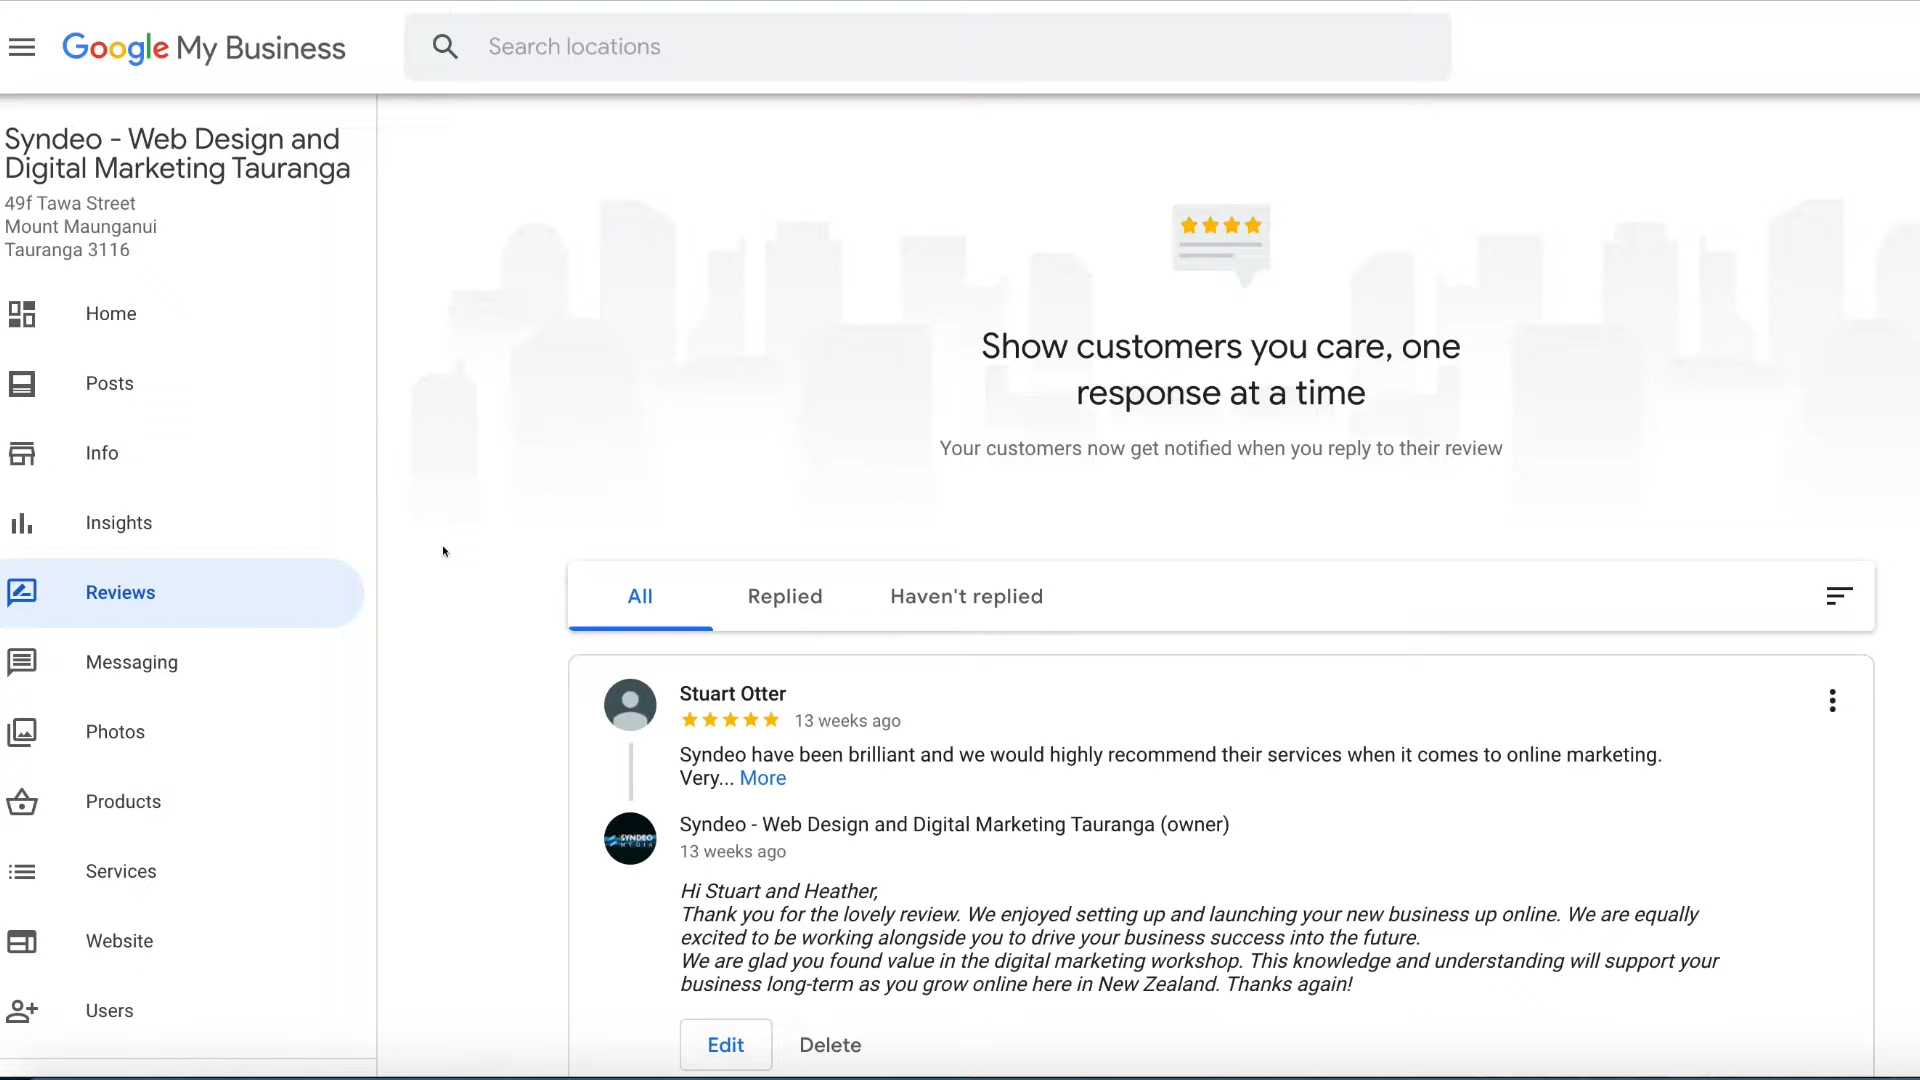 Google My Business
Search locations
Syndeo - Web Design and
Digital Marketing Tauranga
49f Tawa Street
Mount Maunganui
Tauranga 3116
Home
Posts
Info
Insights
Reviews
Messaging
Photos
Products
Services
Website
Users
Show customers you care, one
response at a time
Your customers now get notified when you reply to their review
All
Replied
Haven't replied
Stuart Otter
13 weeks ago
Syndeo have been brilliant and we would highly recommend their services when it comes to online marketing.
Very... More
SYNDEO
MEDIA
Syndeo - Web Design and Digital Marketing Tauranga (owner)
13 weeks ago
Hi Stuart and Heather,
Thank you for the lovely review. We enjoyed setting up and launching your new business up online. We are equally
excited to be working alongside you to drive your business success into the future.
We are glad you found value in the digital marketing workshop. This knowledge and understanding will support your
business long-term as you grow online here in New Zealand. Thanks again!
Edit
Delete